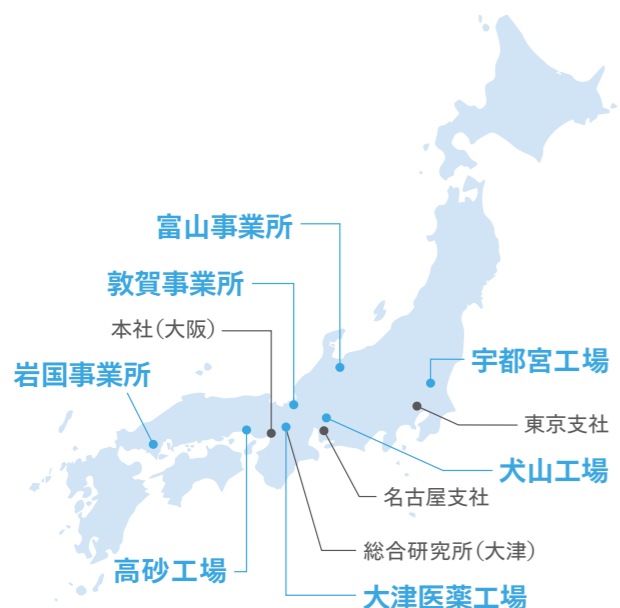 富山事業所
敦賀事業所
本社(大阪)
岩国事業所
宇都宮工場
東京支社
犬山工場
名古屋支社
総合研究所(大津)
高砂工場
大津医薬工場